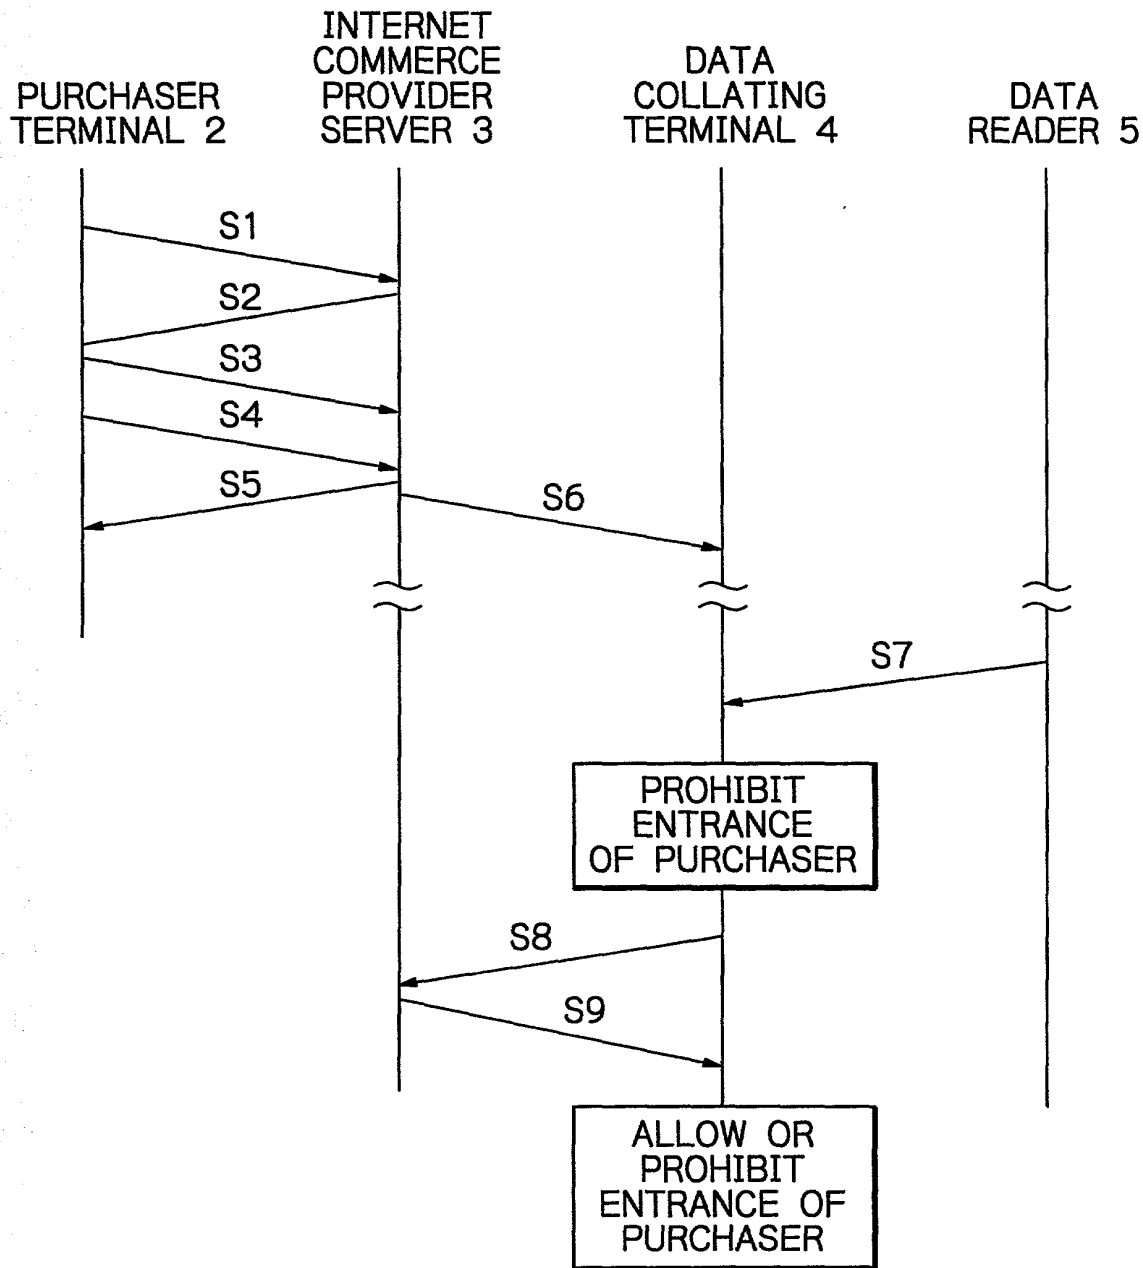 INTERNET
COMMERCE
PROVIDER
SERVER 3
PURCHASER
TERMINAL 2
DATA
COLLATING
TERMINAL 4
DATA
READER 5
S1
S2
S3
S4
S5
S6
S7
PROHIBIT
ENTRANCE
OF PURCHASER
S8
S9
ALLOW OR
PROHIBIT
ENTRANCE OF
PURCHASER